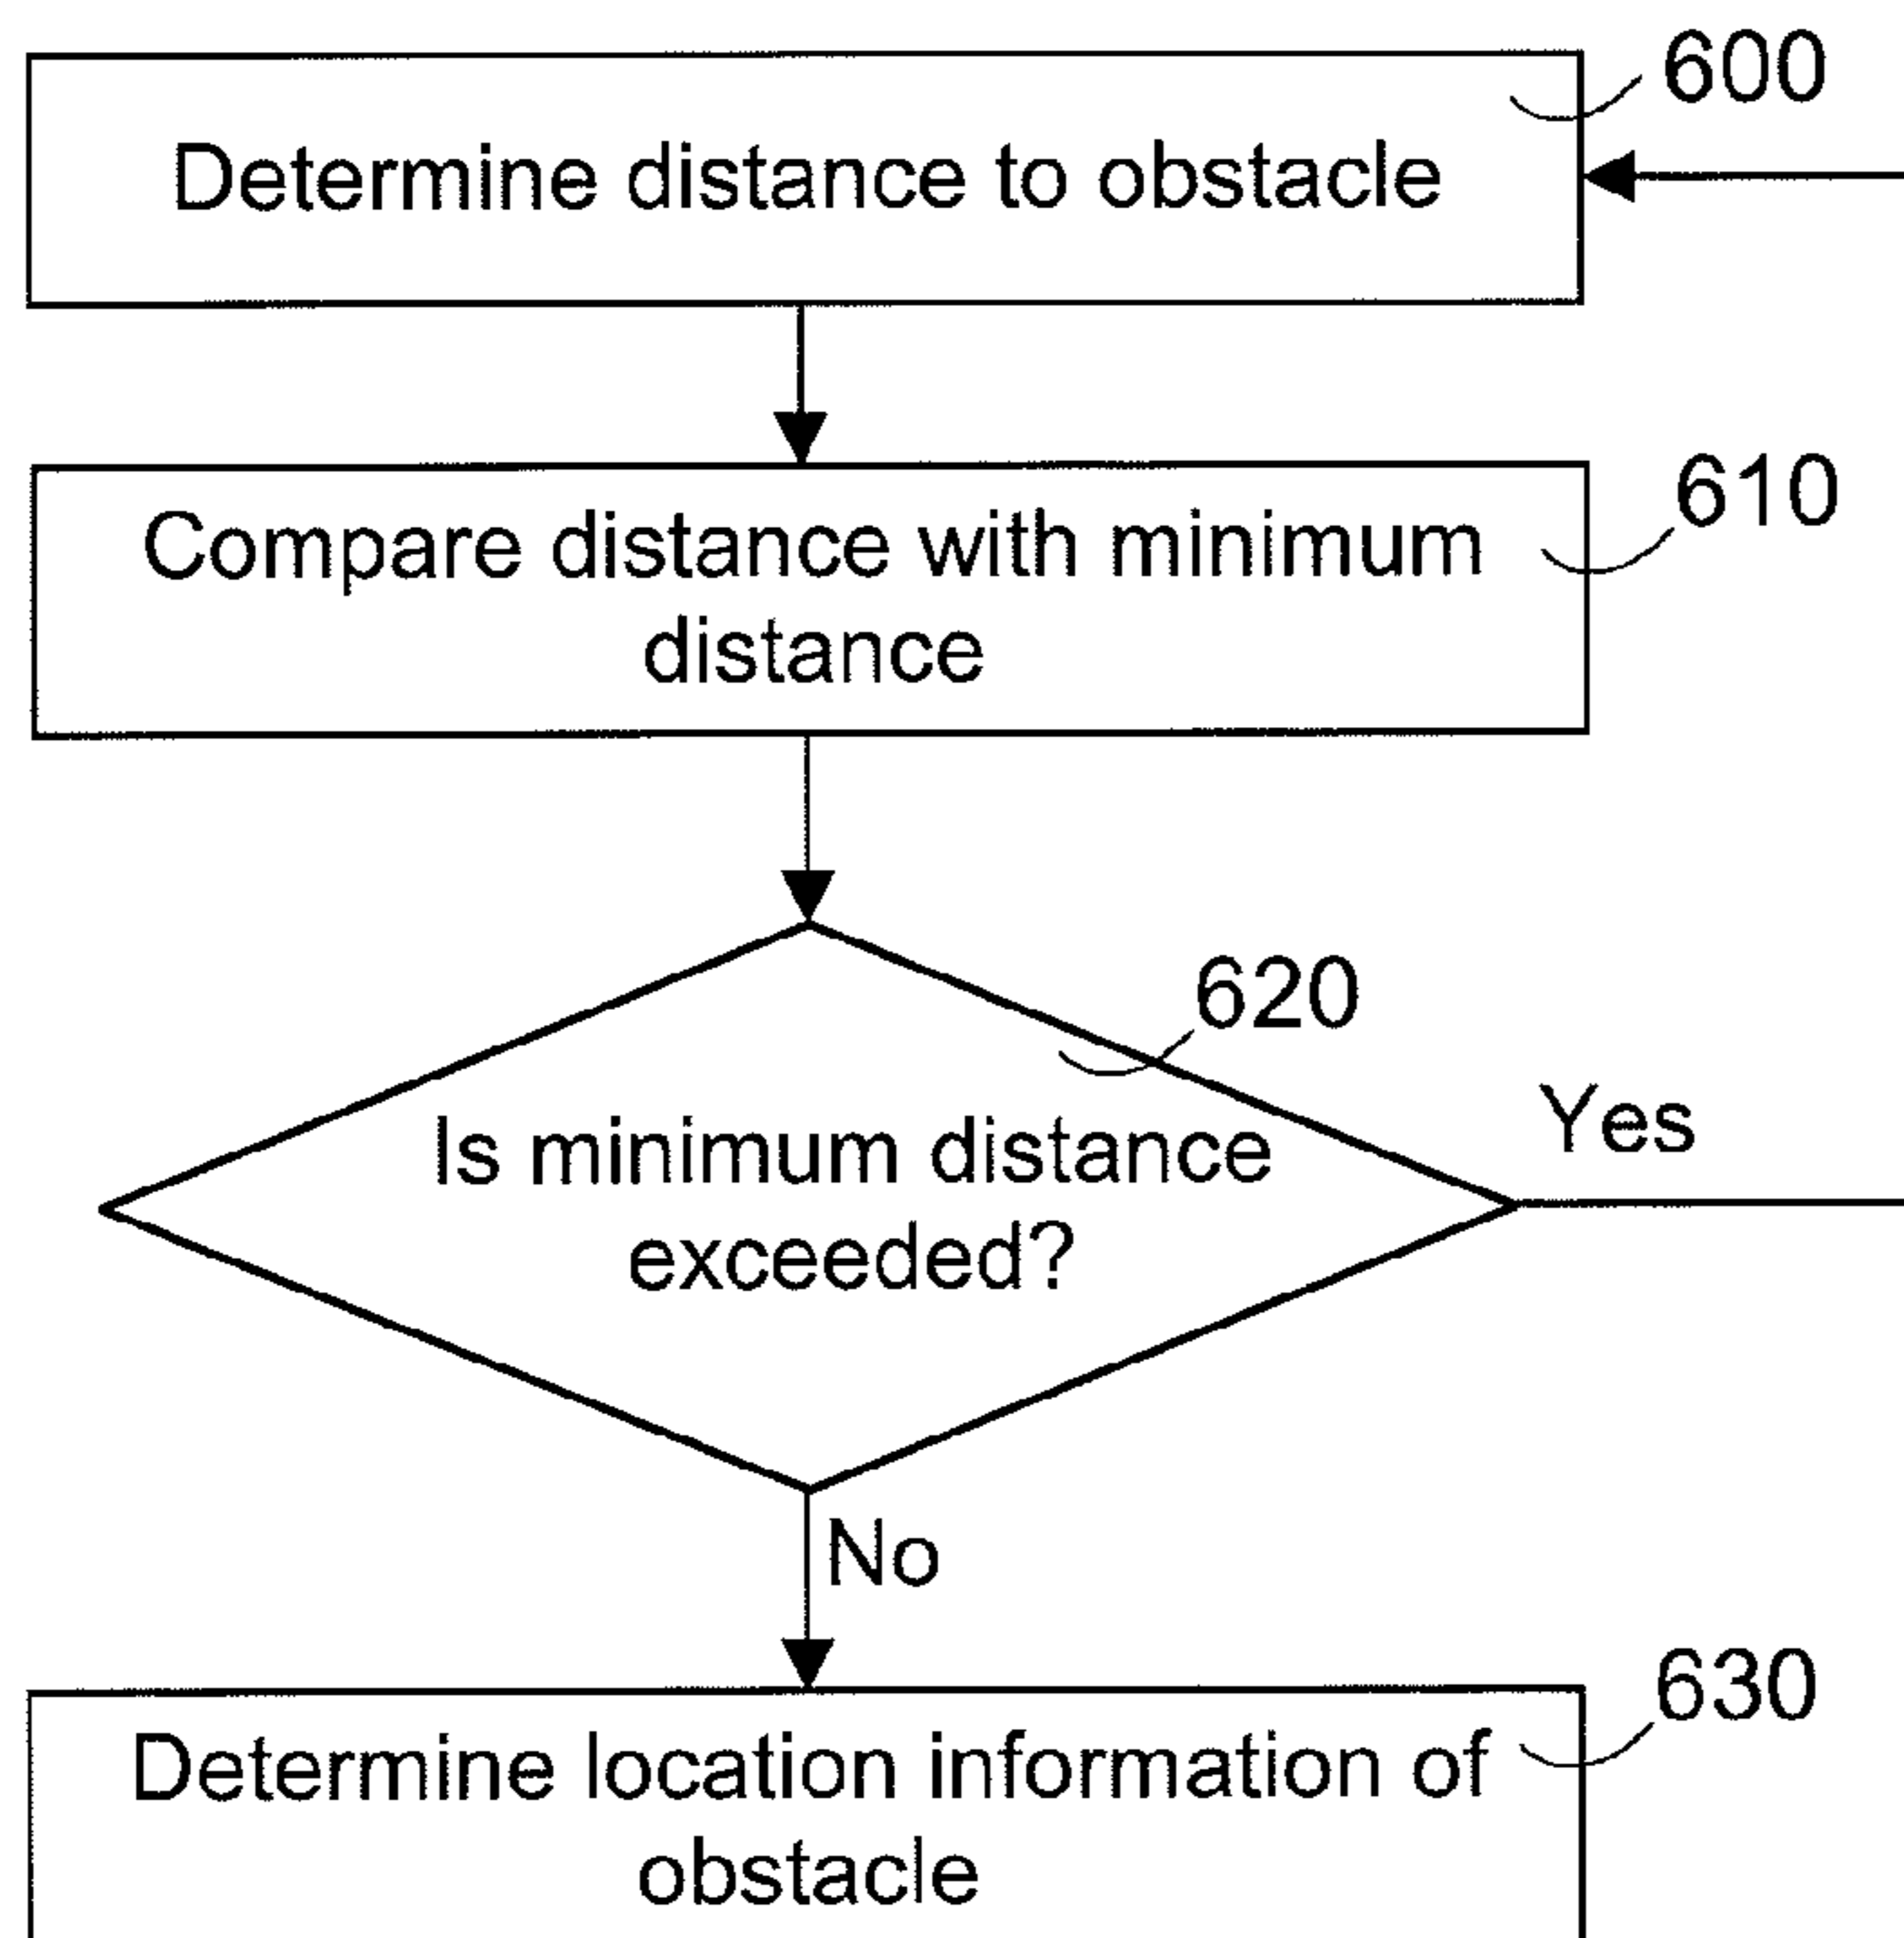 600
Determine distance to obstacle
610
Compare distance with minimum
distance
620
Is minimum distance
exceeded?
Yes
No
630
Determine location information of
obstacle